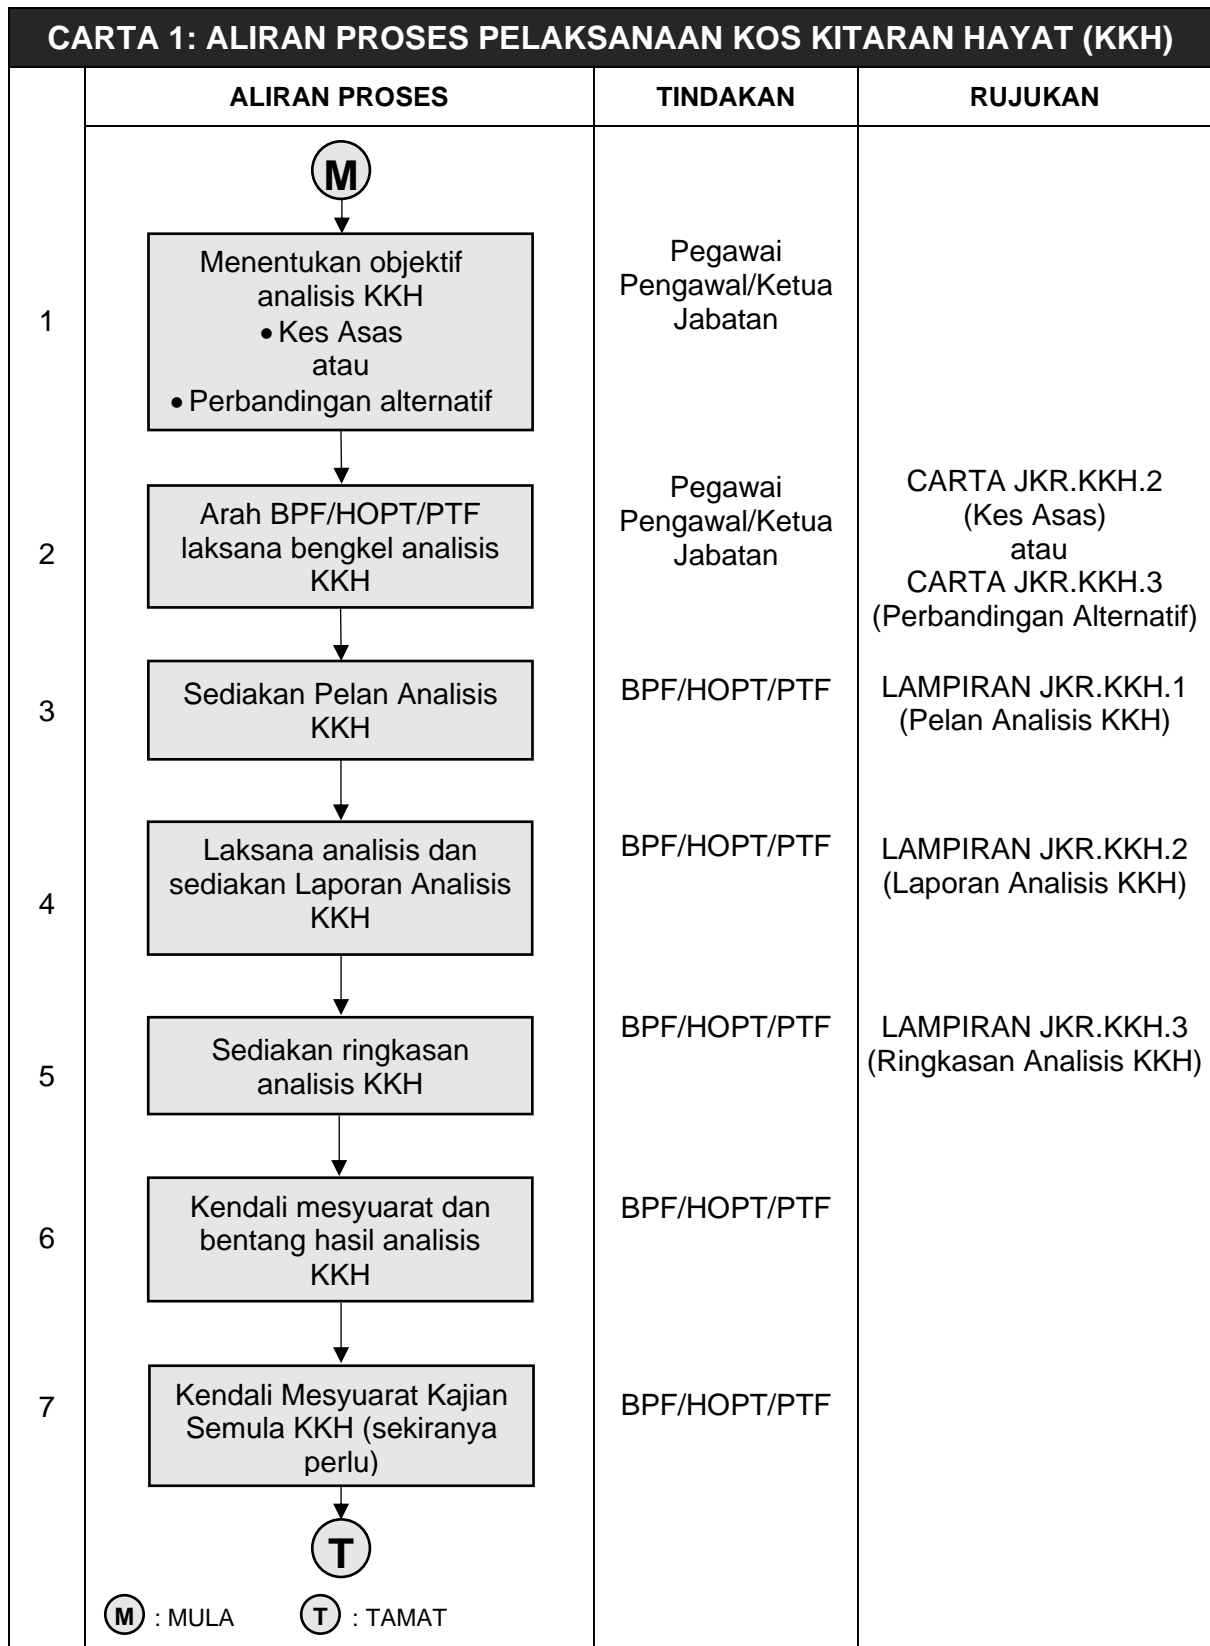 CARTA 1: ALIRAN PROSES PELAKSANAAN KOS KITARAN HAYAT (KKH)
ALIRAN PROSES
TINDAKAN
RUJUKAN
M
1
Menentukan objektif
analisis KKH
• Kes Asas
atau
• Perbandingan alternatif
Pegawai
Pengawal/Ketua
Jabatan
2
Arah BPF/HOPT/PTF
laksana bengkel analisis
KKH
Pegawai
Pengawal/Ketua
Jabatan
CARTA JKR.KKH.2
(Kes Asas)
atau
CARTA JKR.KKH.3
(Perbandingan Alternatif)
3
Sediakan Pelan Analisis
KKH
BPF/HOPT/PTF
LAMPIRAN JKR.KKH.1
(Pelan Analisis KKH)
4
Laksana analisis dan
sediakan Laporan Analisis
KKH
BPF/HOPT/PTF
LAMPIRAN JKR.KKH.2
(Laporan Analisis KKH)
5
Sediakan ringkasan
analisis KKH
BPF/HOPT/PTF
LAMPIRAN JKR.KKH.3
(Ringkasan Analisis KKH)
6
Kendali mesyuarat dan
bentang hasil analisis
KKH
BPF/HOPT/PTF
7
Kendali Mesyuarat Kajian
Semula KKH (sekiranya
perlu)
BPF/HOPT/PTF
T
M : MULA
T : TAMAT